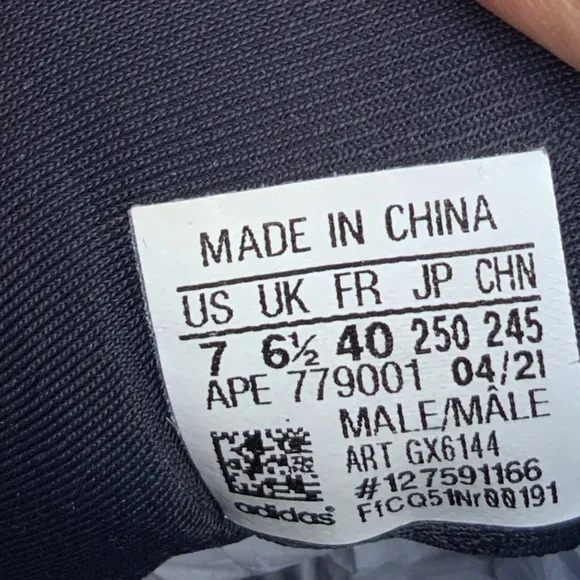 MADE IN CHINA
US UK FR JP CHN
7 6½ 40 250 245
APE 779001 04/21
MALE/MÂLE
ART GX6144
#127591166
FfCQ51Nr00191
adidas